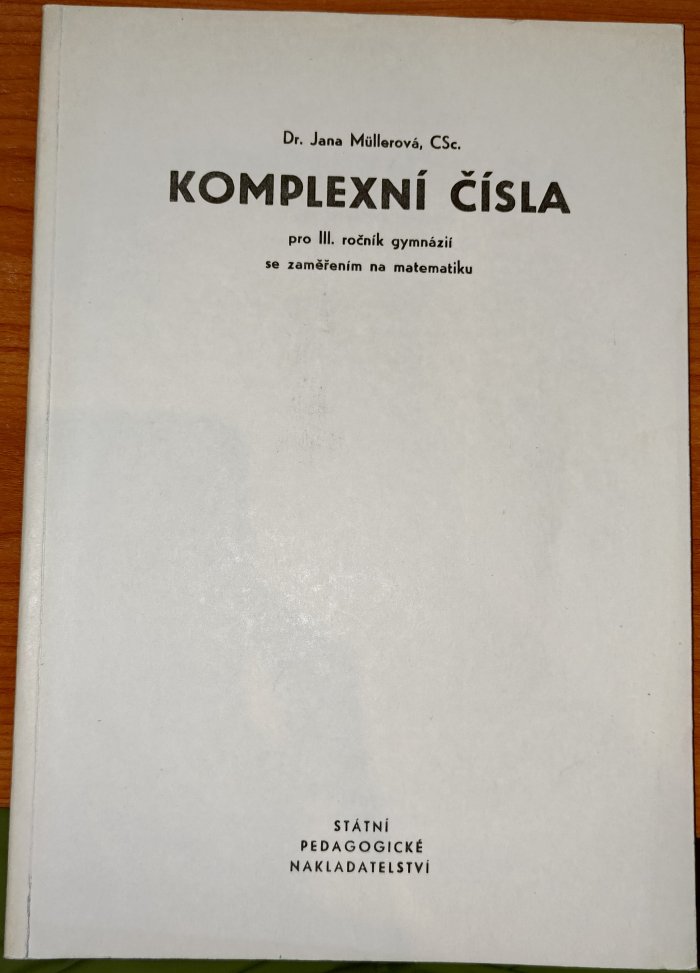 Dr. Jana Müllerová, CSc.
KOMPLEXNÍ ČÍSLA
pro III. ročník gymnázií
se zaměřením na matematiku
STÁTNÍ
PEDAGOGICKÉ
NAKLADATELSTVÍ